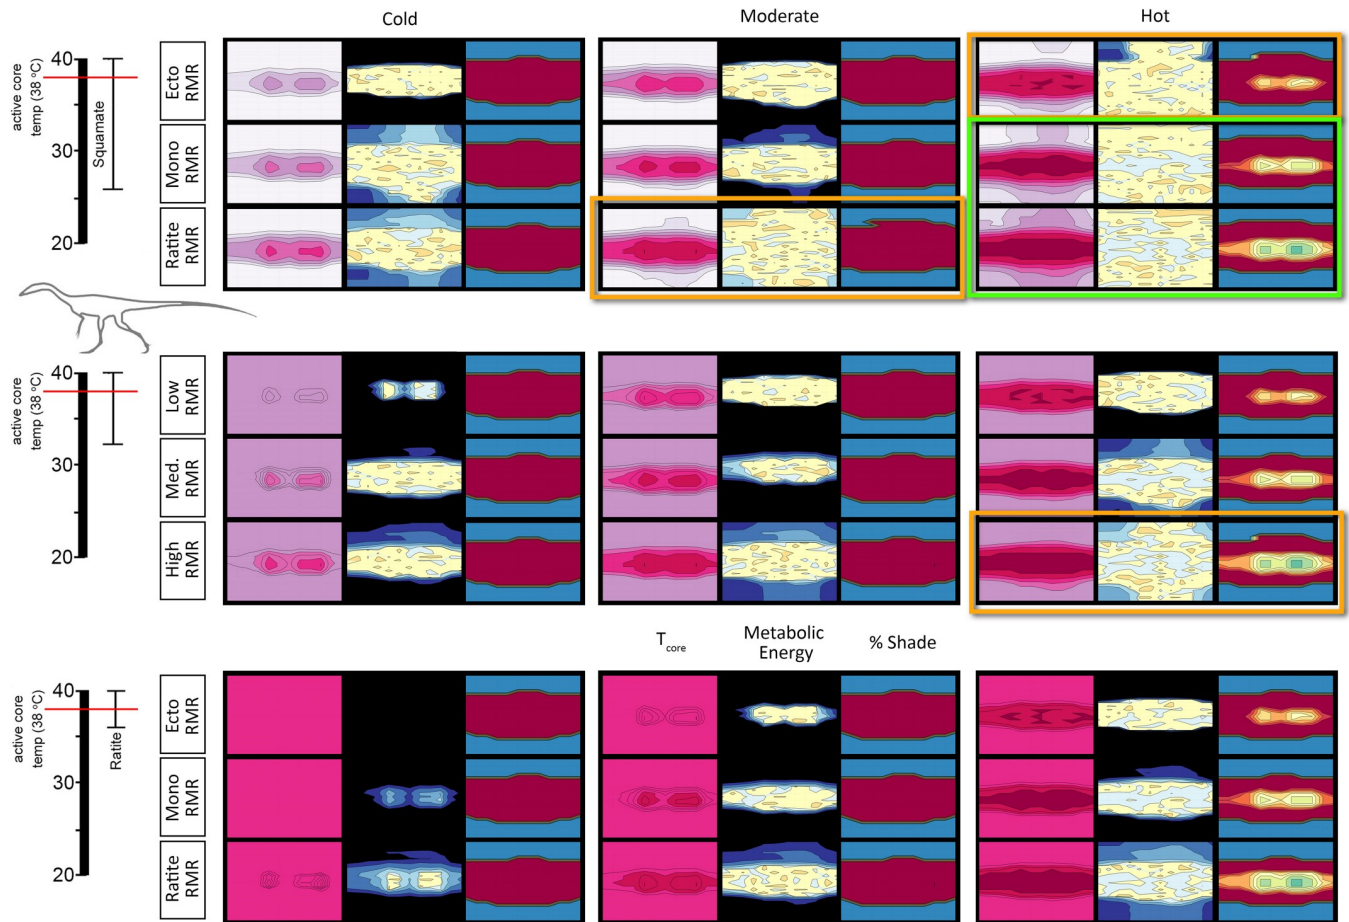 Cold
Moderate
Hot
active core
temp (38 °C)
40
30
20
Squamate
Ecto
RMR
Mono
RMR
Ratite
RMR
active core
temp (38 °C)
40
30
20
Low
RMR
Med.
RMR
High
RMR
Tcore
Metabolic
Energy
% Shade
active core
temp (38 °C)
40
30
20
Ratite
Ecto
RMR
Mono
RMR
Ratite
RMR